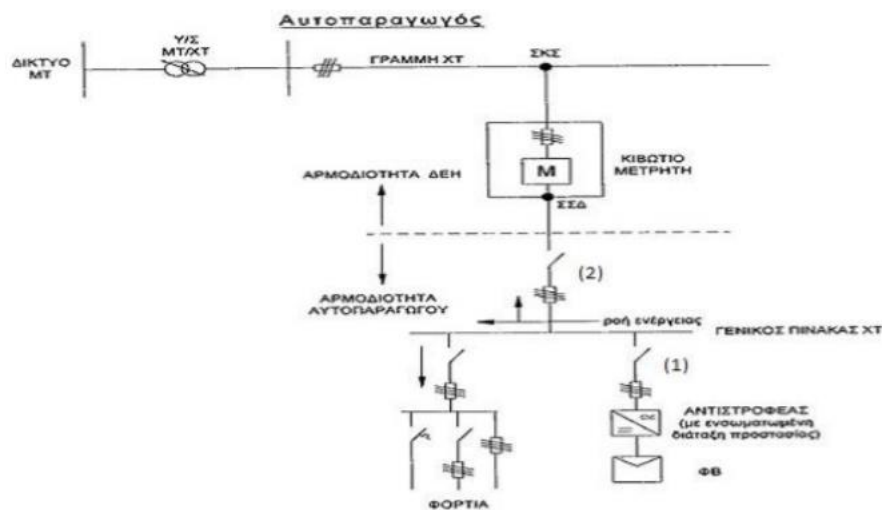 Αυτοπαραγωγός
Υ/Σ
ΜΤ/ΧΤ
ΔΙΚΤΥΟ
ΜΤ
ΓΡΑΜΜΗ ΧΤ
ΣΚΣ
ΚΙΒΩΤΙΟ
ΜΕΤΡΗΤΗ
Μ
ΑΡΜΟΔΙΟΤΗΤΑ ΔΕΗ
ΣΣΔ
(2)
ΑΡΜΟΔΙΟΤΗΤΑ
ΑΥΤΟΠΑΡΑΓΩΓΟΥ
ροή ενέργειας
ΓΕΝΙΚΟΣ ΠΙΝΑΚΑΣ ΧΤ
(1)
ΑΝΤΙΣΤΡΟΦΕΑΣ
(με ενσωματωμένη
διάταξη προστασίας)
ΦΒ
ΦΟΡΤΙΑ